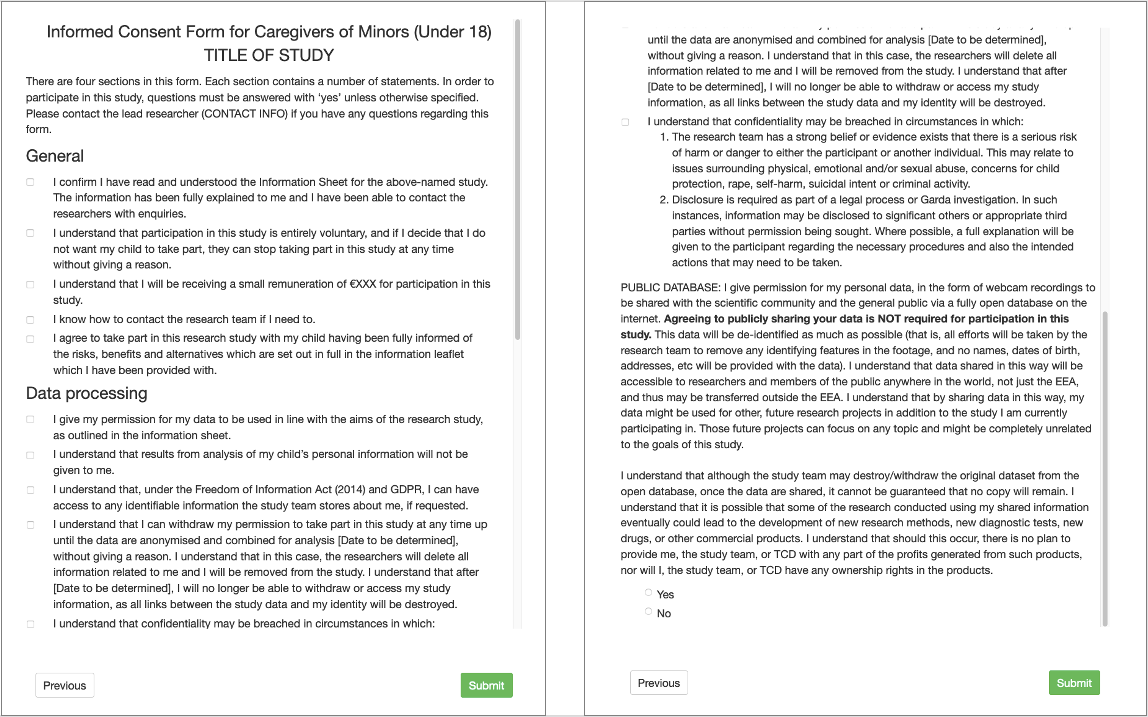 Informed Consent Form for Caregivers of Minors (Under 18)
TITLE OF STUDY
There are four sections in this form. Each section contains a number of statements. In order to
participate in this study, questions must be answered with ‘yes’ unless otherwise specified.
Please contact the lead researcher (CONTACT INFO) if you have any questions regarding this
form.
General
I confirm I have read and understood the Information Sheet for the above-named study.
The information has been fully explained to me and I have been able to contact the
researchers with enquiries.
I understand that participation in this study is entirely voluntary, and if I decide that I do
not want my child to take part, they can stop taking part in this study at any time
without giving a reason.
I understand that I will be receiving a small remuneration of €XXX for participation in this
study.
I know how to contact the research team if I need to.
I agree to take part in this research study with my child having been fully informed of
the risks, benefits and alternatives which are set out in full in the information leaflet
which I have been provided with.
Data processing
I give my permission for my data to be used in line with the aims of the research study,
as outlined in the information sheet.
I understand that results from analysis of my child’s personal information will not be
given to me.
I understand that, under the Freedom of Information Act (2014) and GDPR, I can have
access to any identifiable information the study team stores about me, if requested.
I understand that I can withdraw my permission to take part in this study at any time up
until the data are anonymised and combined for analysis [Date to be determined],
without giving a reason. I understand that in this case, the researchers will delete all
information related to me and I will be removed from the study. I understand that after
[Date to be determined], I will no longer be able to withdraw or access my study
information, as all links between the study data and my identity will be destroyed.
I understand that confidentiality may be breached in circumstances in which:
Previous
Submit
until the data are anonymised and combined for analysis [Date to be determined],
without giving a reason. I understand that in this case, the researchers will delete all
information related to me and I will be removed from the study. I understand that after
[Date to be determined], I will no longer be able to withdraw or access my study
information, as all links between the study data and my identity will be destroyed.
I understand that confidentiality may be breached in circumstances in which:
1. The research team has a strong belief or evidence exists that there is a serious risk
of harm or danger to either the participant or another individual. This may relate to
issues surrounding physical, emotional and/or sexual abuse, concerns for child
protection, rape, self-harm, suicidal intent or criminal activity.
2. Disclosure is required as part of a legal process or Garda investigation. In such
instances, information may be disclosed to significant others or appropriate third
parties without permission being sought. Where possible, a full explanation will be
given to the participant regarding the necessary procedures and also the intended
actions that may need to be taken.
PUBLIC DATABASE: I give permission for my personal data, in the form of webcam recordings to
be shared with the scientific community and the general public via a fully open database on the
internet. Agreeing to publicly sharing your data is NOT required for participation in this
study. This data will be de-identified as much as possible (that is, all efforts will be taken by the
research team to remove any identifying features in the footage, and no names, dates of birth,
addresses, etc will be provided with the data). I understand that data shared in this way will be
accessible to researchers and members of the public anywhere in the world, not just the EEA,
and thus may be transferred outside the EEA. I understand that by sharing data in this way, my
data might be used for other, future research projects in addition to the study I am currently
participating in. Those future projects can focus on any topic and might be completely unrelated
to the goals of this study.
I understand that although the study team may destroy/withdraw the original dataset from the
open database, once the data are shared, it cannot be guaranteed that no copy will remain. I
understand that it is possible that some of the research conducted using my shared information
eventually could lead to the development of new research methods, new diagnostic tests, new
drugs, or other commercial products. I understand that should this occur, there is no plan to
provide me, the study team, or TCD with any part of the profits generated from such products,
nor will I, the study team, or TCD have any ownership rights in the products.
Yes
No
Previous
Submit